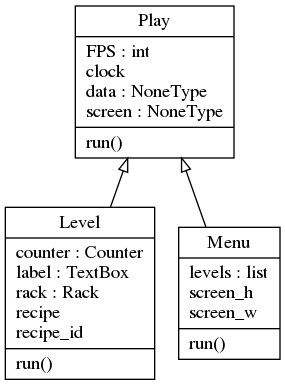 Play
FPS : int
clock
data : NoneType
screen : NoneType
run()
Level
counter : Counter
label : TextBox
rack : Rack
recipe
recipe_id
run()
Menu
levels : list
screen_h
screen_w
run()